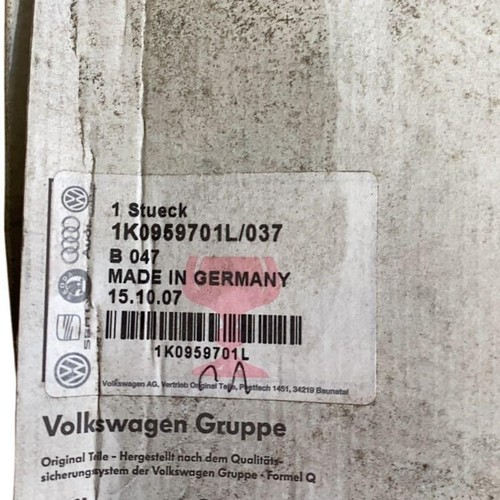 1 Stueck
1K0959701L/037
B 047
MADE IN GERMANY
15.10.07
1K0959701L
Volkswagen AG, Vertrieb Original Teile, Postfach 1451, 34219 Baunatal
Volkswagen Gruppe
Original Teile – Hergestellt nach dem Qualitäts-
sicherungssystem der Volkswagen Gruppe - Formel Q